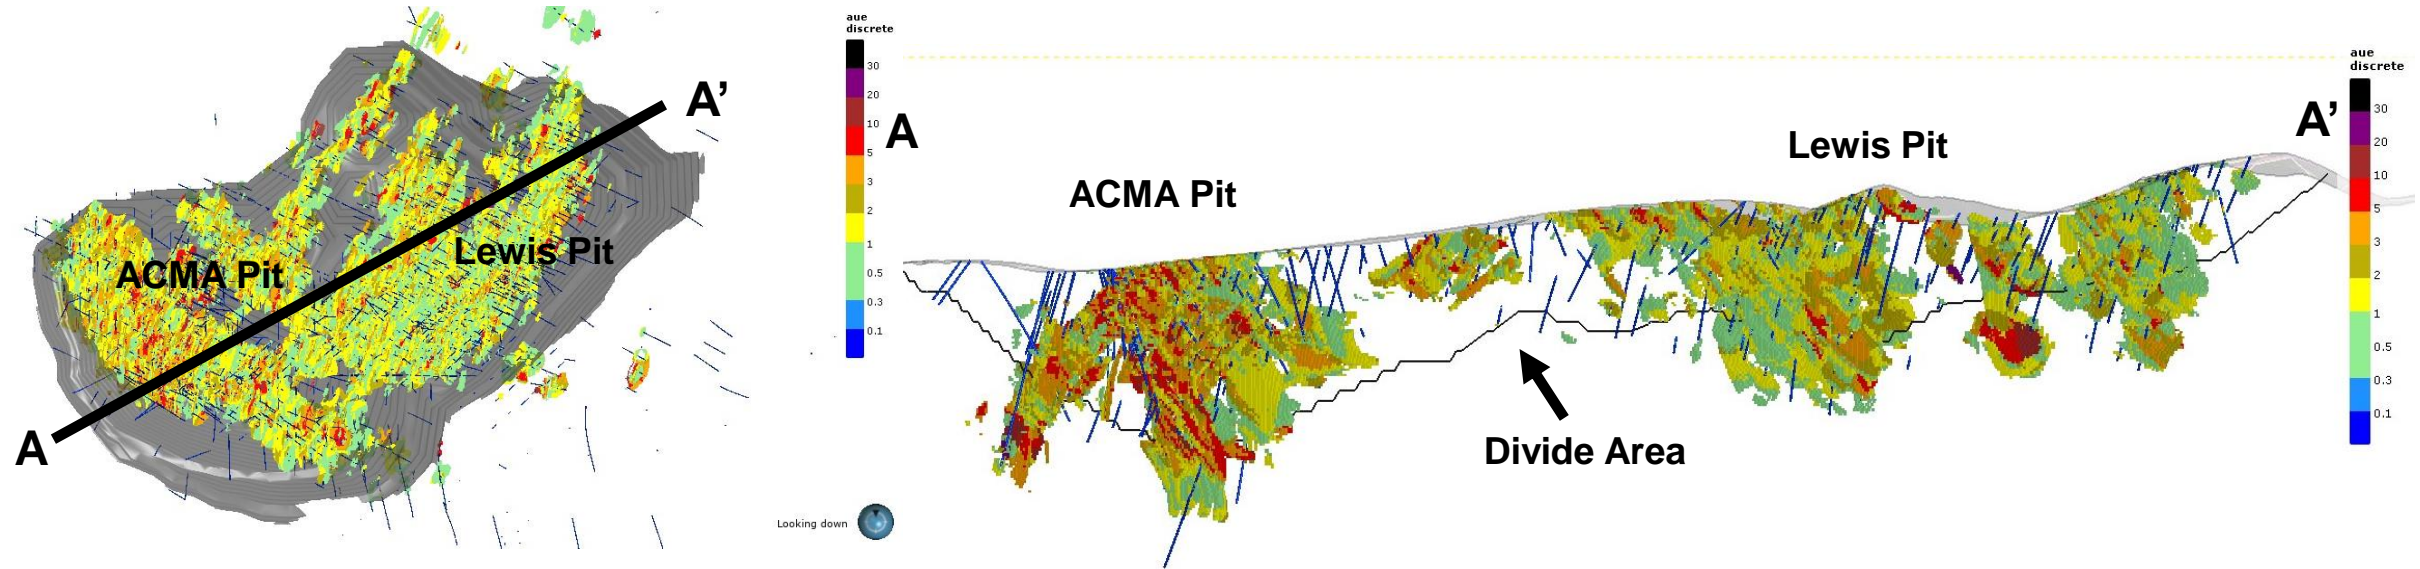 A'
Lewis Pit
ACMA Pit
A
aue
discrete
30
20
10
5
3
2
1
0.5
0.3
0.1
Looking down
A
ACMA Pit
Lewis Pit
A'
Divide Area
aue
discrete
30
20
10
5
3
2
1
0.5
0.3
0.1